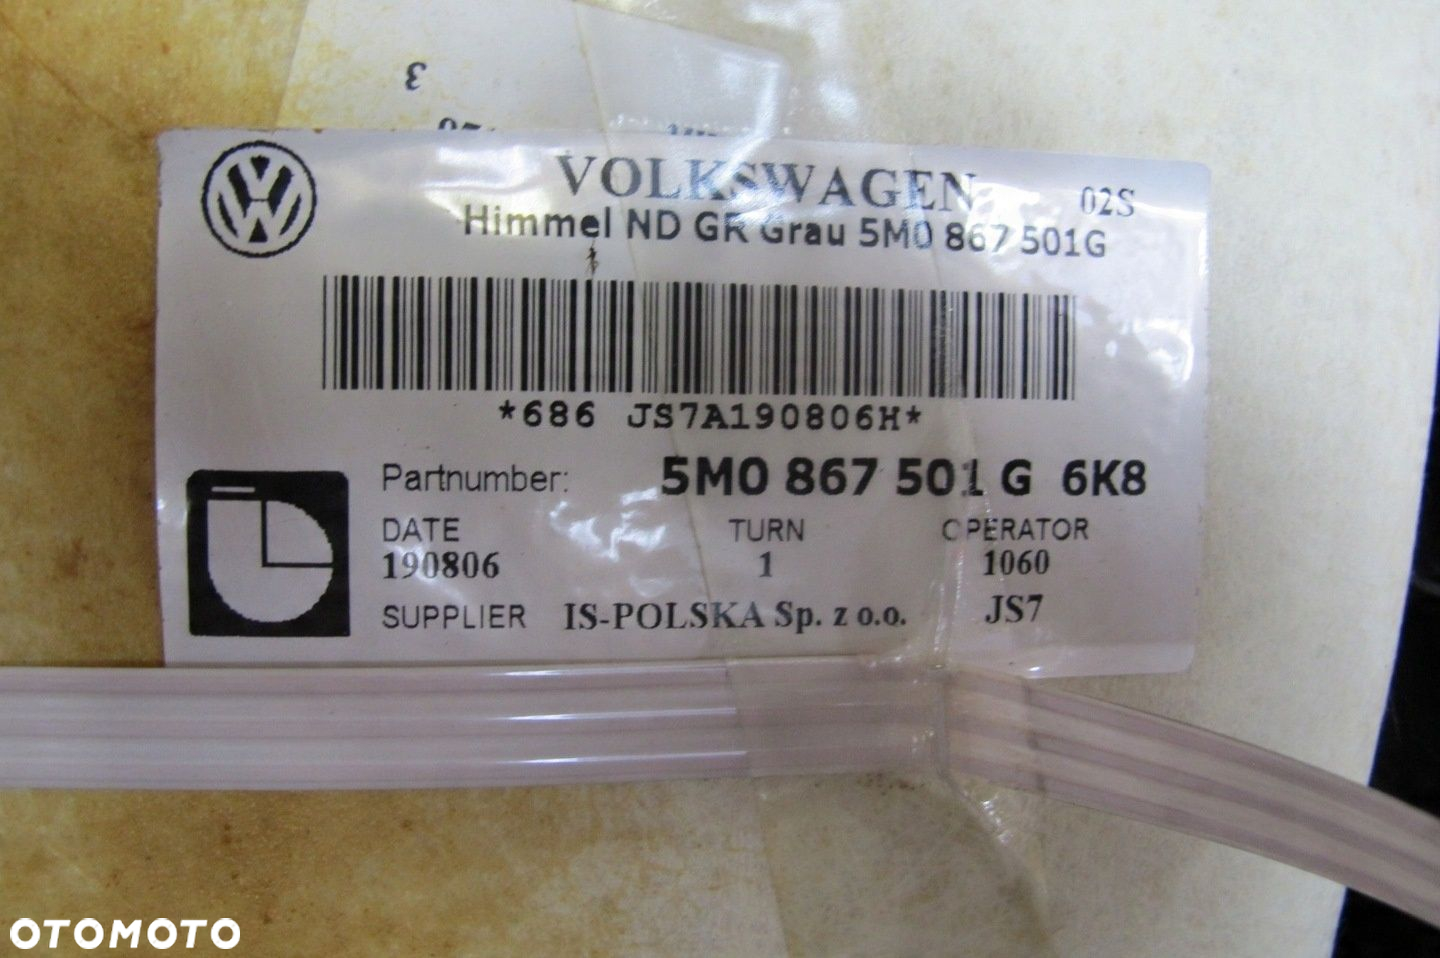 3
VOLKSWAGEN 02S
Himmel ND GR Grau 5M0 867 501G
*686 JS7A190806H*
Partnumber: 5M0 867 501 G 6K8
DATE TURN OPERATOR
190806 1 1060
SUPPLIER IS-POLSKA Sp. z o.o. JS7
OTOMOTO